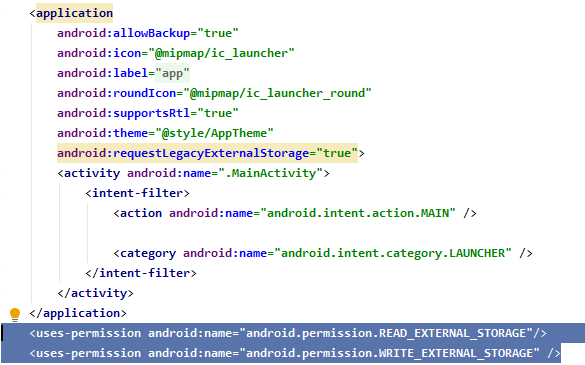 <application
android:allowBackup="true"
android:icon="@mipmap/ic_launcher"
android:label="app"
android:roundIcon="@mipmap/ic_launcher_round"
android:supportsRtl="true"
android:theme="@style/AppTheme"
android:requestLegacyExternalStorage="true">
<activity android:name=".MainActivity">
<intent-filter>
<action android:name="android.intent.action.MAIN" />
<category android:name="android.intent.category.LAUNCHER" />
</intent-filter>
</activity>
</application>
<uses-permission android:name="android.permission.READ_EXTERNAL_STORAGE"/>
<uses-permission android:name="android.permission.WRITE_EXTERNAL_STORAGE" />